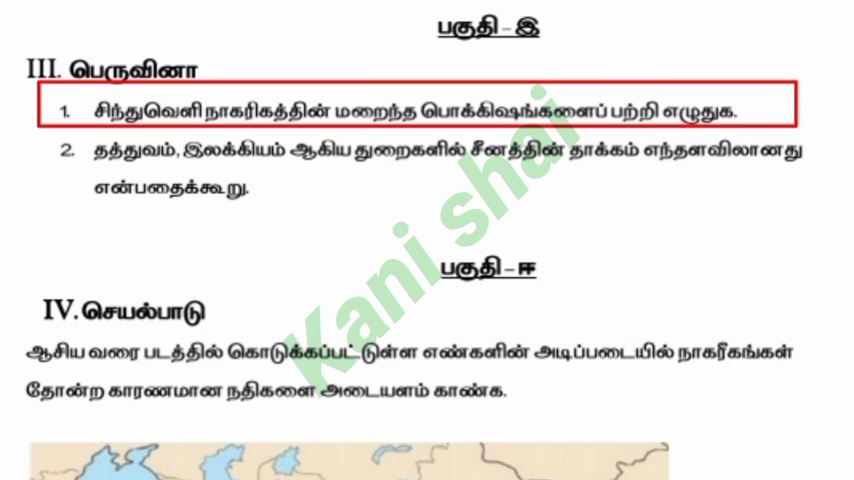 பகுதி – இ
III. பெருவினா
1. சிந்துவெளி நாகரிகத்தின் மறைந்த பொக்கிஷங்களைப் பற்றி எழுதுக.
2. தத்துவம், இலக்கியம் ஆகிய துறைகளில் சீனத்தின் தாக்கம் எந்தளவிலானது
என்பதைக்கூறு.
Kani shai
பகுதி – ஈ
IV. செயல்பாடு
ஆசிய வரை படத்தில் கொடுக்கப்பட்டுள்ள எண்களின் அடிப்படையில் நாகரீகங்கள்
தோன்ற காரணமான நதிகளை அடையளம் காண்க.